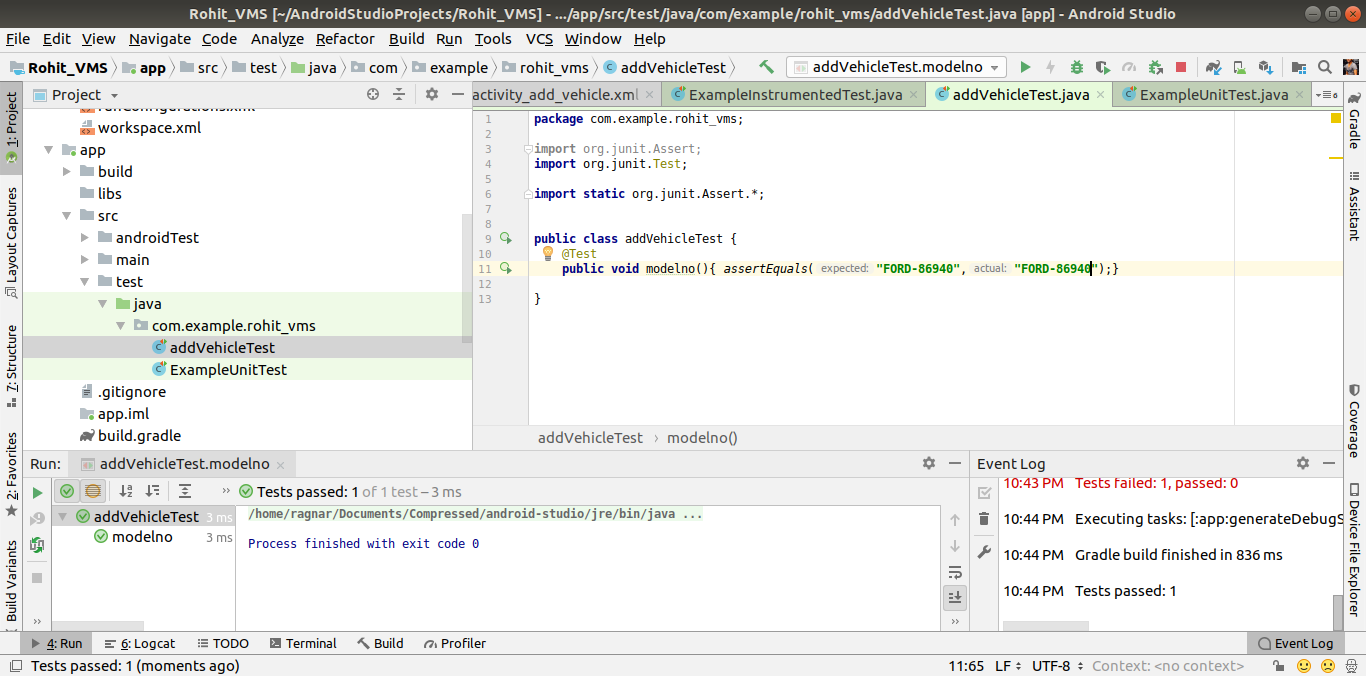 Rohit_VMS [~/AndroidStudioProjects/Rohit_VMS] - .../app/src/test/java/com/example/rohit_vms/addVehicleTest.java [app] - Android Studio
File Edit View Navigate Code Analyze Refactor Build Run Tools VCS Window Help
Rohit_VMS app src test java com example rohit_vms addVehicleTest addVehicleTest.modelno
1: Project
Layout Captures
7: Structure
2: Favorites
Build Variants
Project
workspace.xml
app
build
libs
src
androidTest
main
test
java
com.example.rohit_vms
addVehicleTest
ExampleUnitTest
.gitignore
app.iml
build.gradle
activity_add_vehicle.xml ExampleInstrumentedTest.java addVehicleTest.java ExampleUnitTest.java 6
1 package com.example.rohit_vms;
2
3 import org.junit.Assert;
4 import org.junit.Test;
5
6 import static org.junit.Assert.*;
7
8
9 public class addVehicleTest {
10 @Test
11 public void modelno(){ assertEquals( expected: "FORD-86940", actual: "FORD-86940");}
12
13 }
addVehicleTest › modelno()
Gradle
Assistant
Coverage
Device File Explorer
Run: addVehicleTest.modelno
Tests passed: 1 of 1 test – 3 ms
addVehicleTest 3 ms
modelno 3 ms
/home/ragnar/Documents/Compressed/android-studio/jre/bin/java ...
Process finished with exit code 0
Event Log
10:43 PM Tests failed: 1, passed: 0
10:44 PM Executing tasks: [:app:generateDebugS
10:44 PM Gradle build finished in 836 ms
10:44 PM Tests passed: 1
4: Run 6: Logcat TODO Terminal Build Profiler Event Log
Tests passed: 1 (moments ago) 11:65 LF UTF-8 Context: <no context>